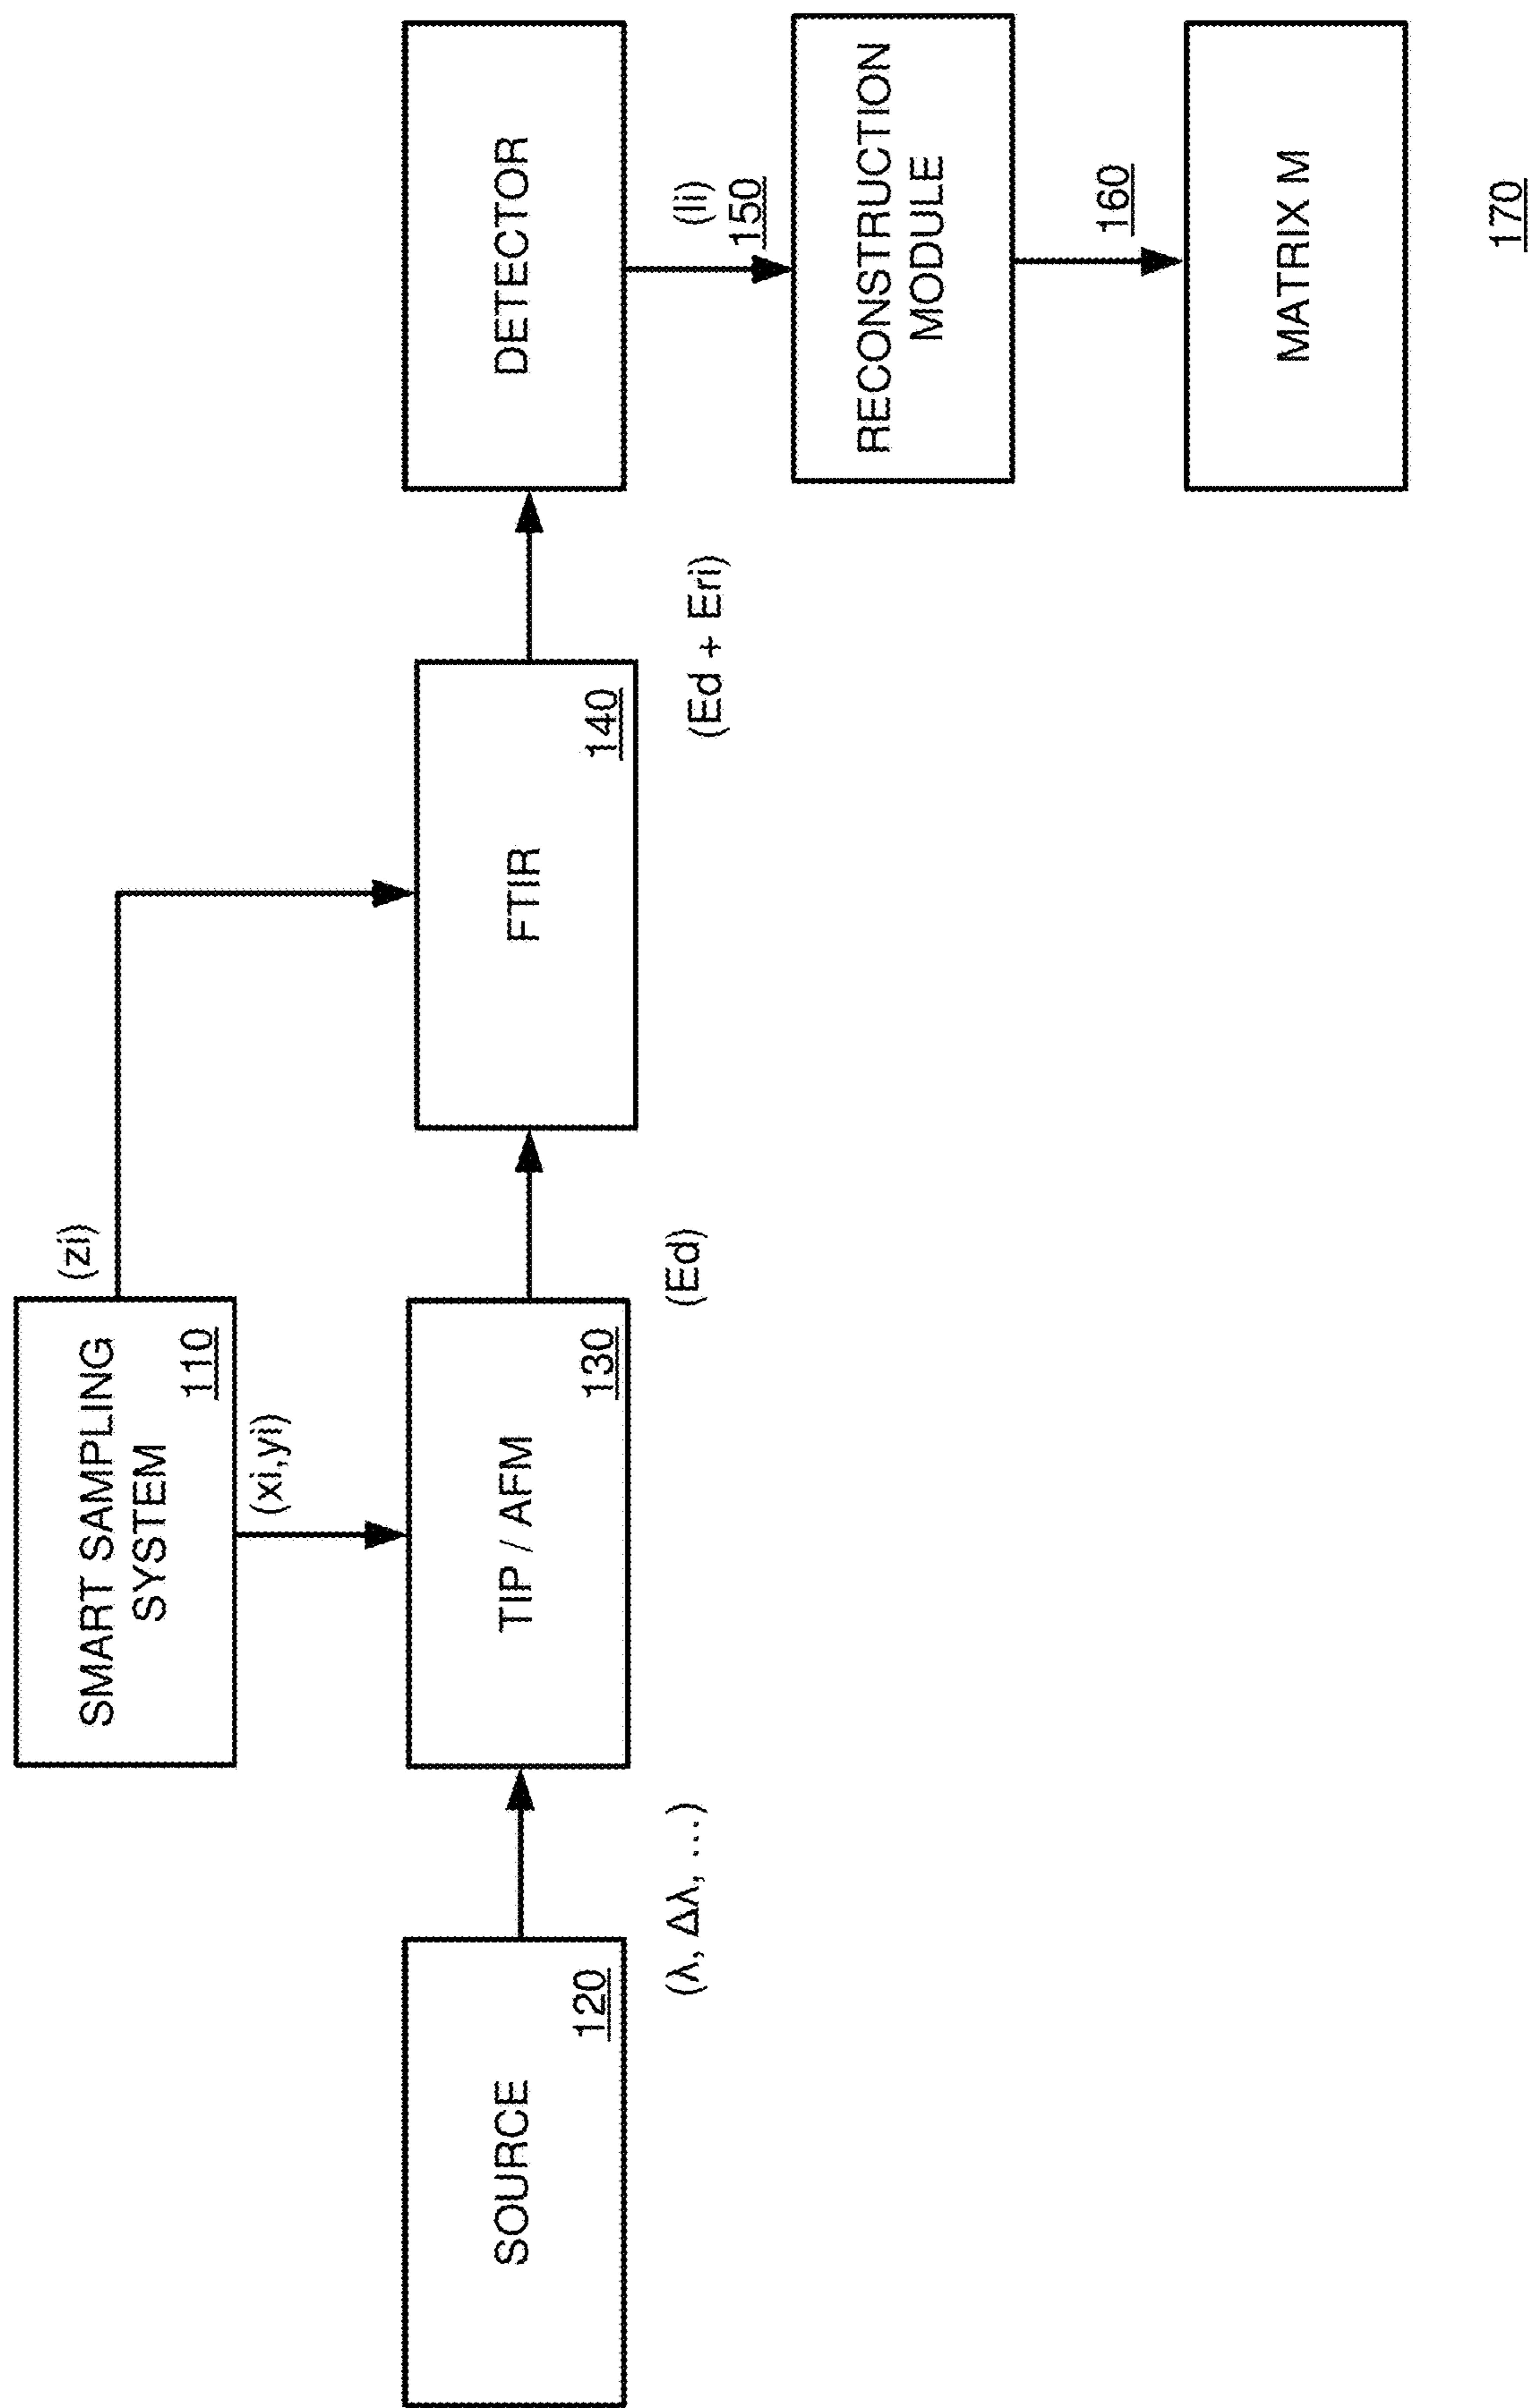 SMART SAMPLING
SYSTEM
110
(zi)
(xi,yi)
SOURCE
120
(λ, Δλ, ...)
TIP / AFM
130
(Ed)
FTIR
140
(Ed + Eri)
DETECTOR
(Ii)
150
RECONSTRUCTION
MODULE
160
MATRIX M
170